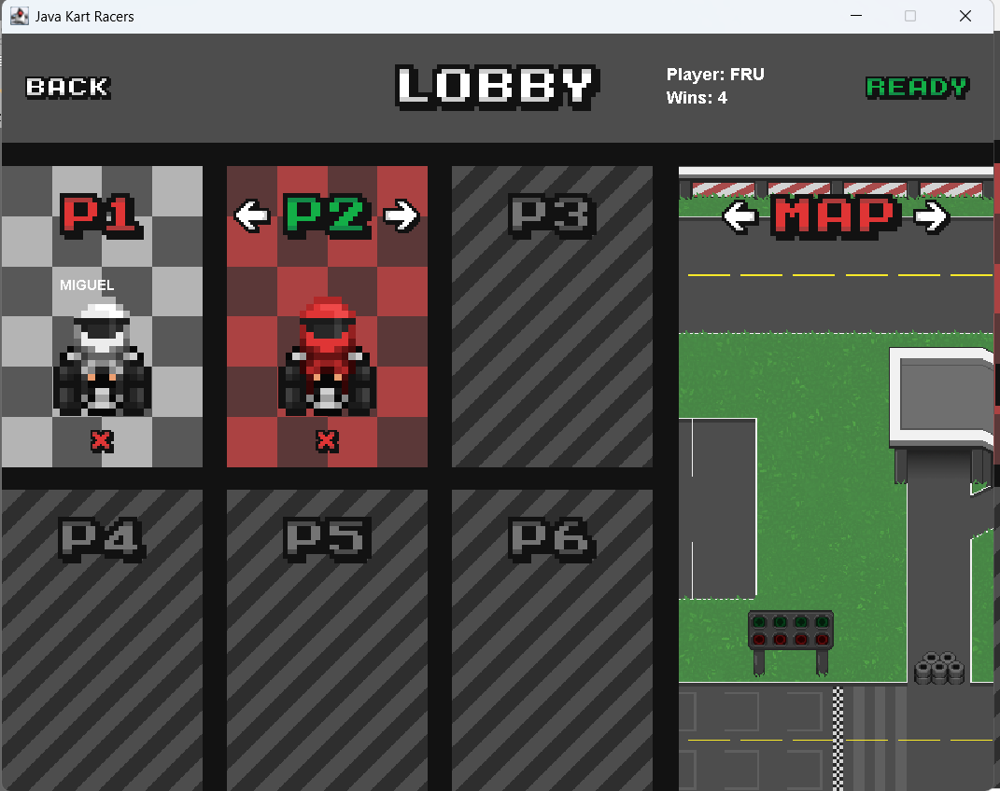 Java Kart Racers
BACK
LOBBY
Player: FRU
Wins: 4
READY
P1
P2
P3
MAP
MIGUEL
P4
P5
P6